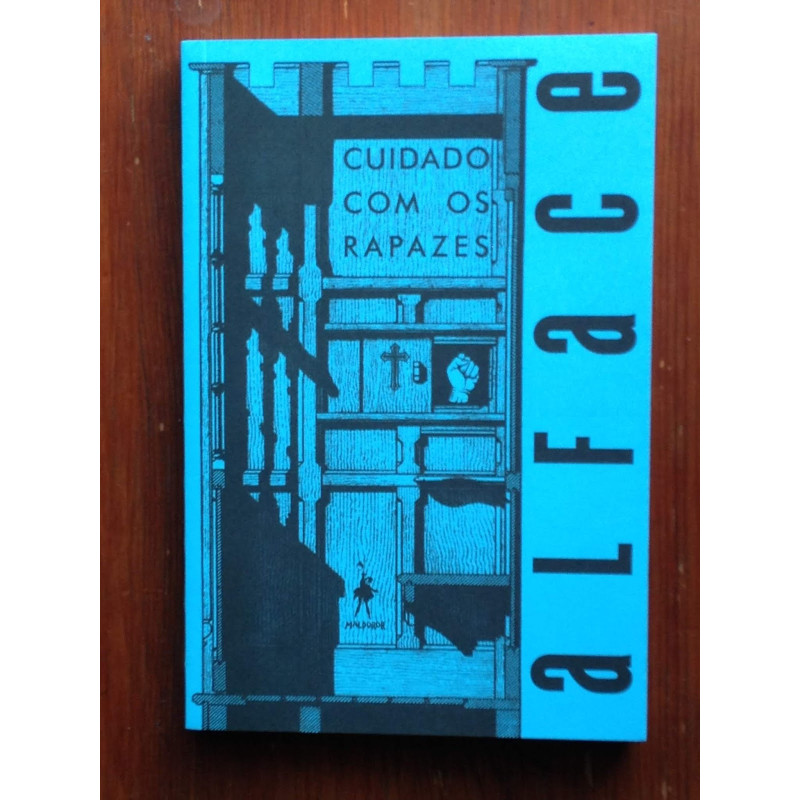 CUIDADO
COM OS
RAPAZES
aLFaCe
MALDOROR